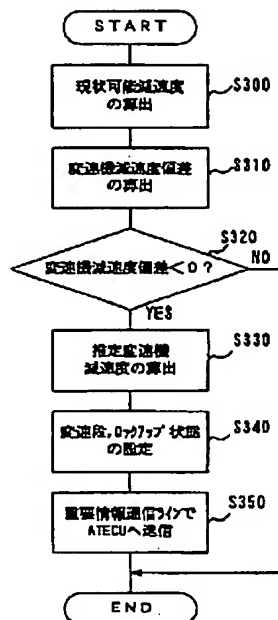 START
現状可能減速度
の算出
S300
変速機減速度偏差
の算出
S310
S320
変速機減速度偏差<0?
NO
YES
推定変速機
減速度の算出
S330
変速段,ロックアップ状態
の設定
S340
重要情報通信ラインで
ATECUへ送信
S350
END